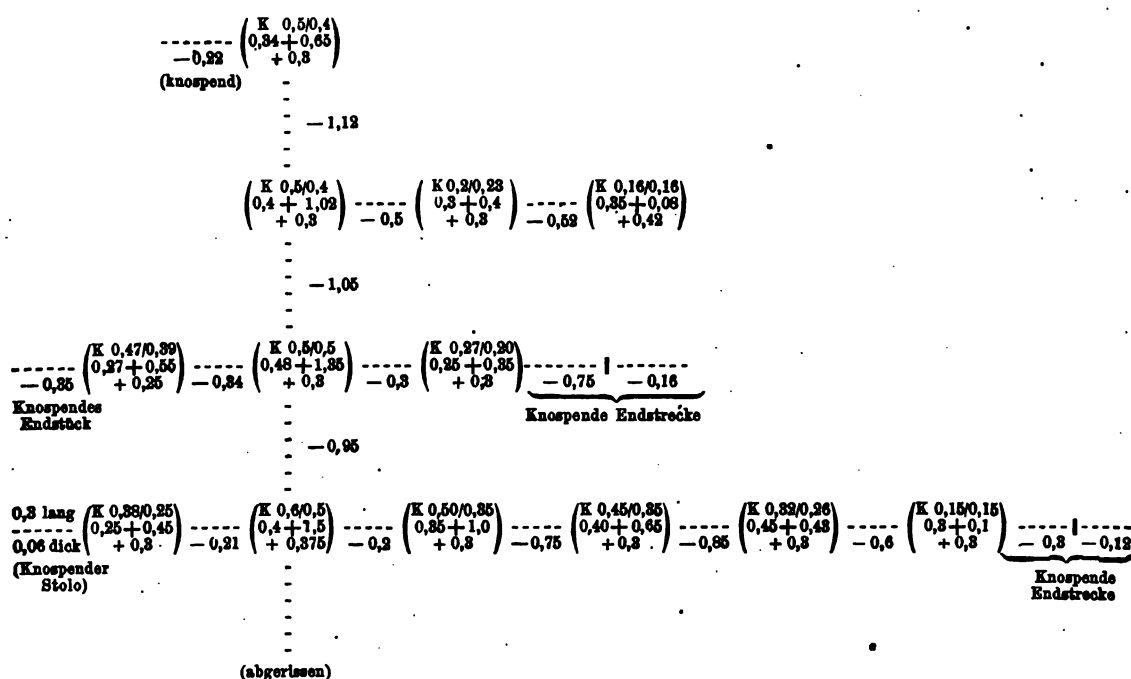 K 0,5/0,4
0,34 + 0,65
+ 0,3
— 0,22
(knospend)
— 1,12
K 0,5/0,4 K 0,2/0,23 K 0,16/0,16
0,4 + 1,02 — 0,5 0,3 + 0,4 — 0,52 0,35 + 0,08
+ 0,3 + 0,3 + 0,42
— 1,05
K 0,47/0,39 K 0,5/0,5 K 0,27/0,20
0,27 + 0,55 0,48 + 1,35 0,25 + 0,35
— 0,35 + 0,25 — 0,34 + 0,3 — 0,3 + 0,3 — 0,75 — 0,16
Knospendes Knospende Endstrecke
Endstück
— 0,95
0,3 lang K 0,38/0,25 K 0,6/0,5 K 0,50/0,35 K 0,45/0,35 K 0,32/0,26 K 0,15/0,15
0,25 + 0,45 0,4 + 1,5 0,35 + 1,0 0,40 + 0,65 0,45 + 0,48 0,3 + 0,1
0,06 dick + 0,3 — 0,21 + 0,375 — 0,2 + 0,3 — 0,75 + 0,3 — 0,85 + 0,3 — 0,6 + 0,3 — 0,3 — 0,12
(Knospender Knospende
Stolo) Endstrecke
(abgerissen)